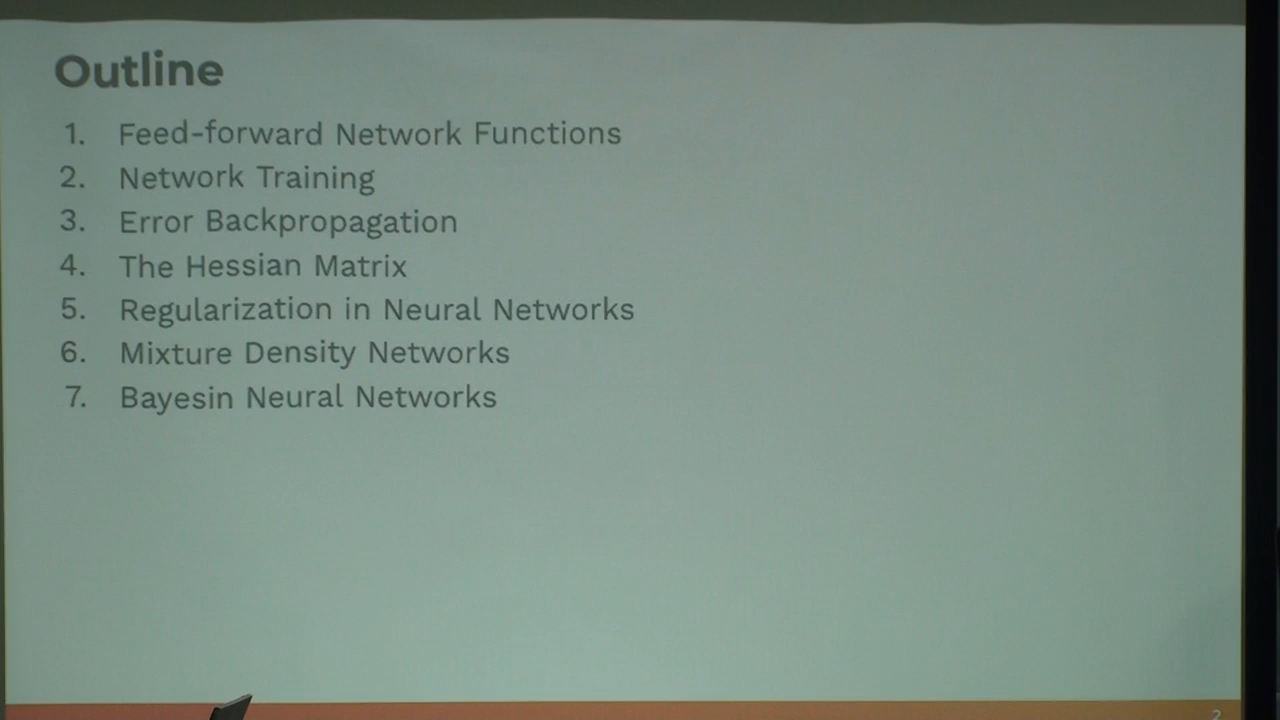 Outline
1. Feed-forward Network Functions
2. Network Training
3. Error Backpropagation
4. The Hessian Matrix
5. Regularization in Neural Networks
6. Mixture Density Networks
7. Bayesin Neural Networks
2